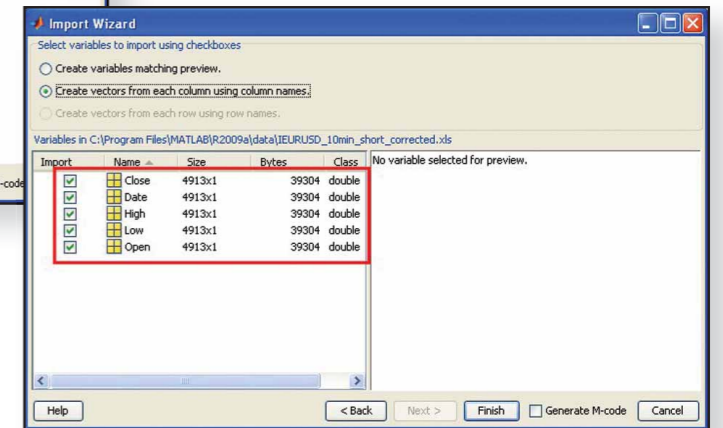 Import Wizard
Select variables to import using checkboxes
Create variables matching preview.
Create vectors from each column using column names.
Create vectors from each row using row names.
Variables in C:\Program Files\MATLAB\R2009a\data\IEURUSD_10min_short_corrected.xls
Import Name Size Bytes Class
No variable selected for preview.
Close 4913x1 39304 double
Date 4913x1 39304 double
High 4913x1 39304 double
Low 4913x1 39304 double
Open 4913x1 39304 double
-code
Help < Back Next > Finish Generate M-code Cancel